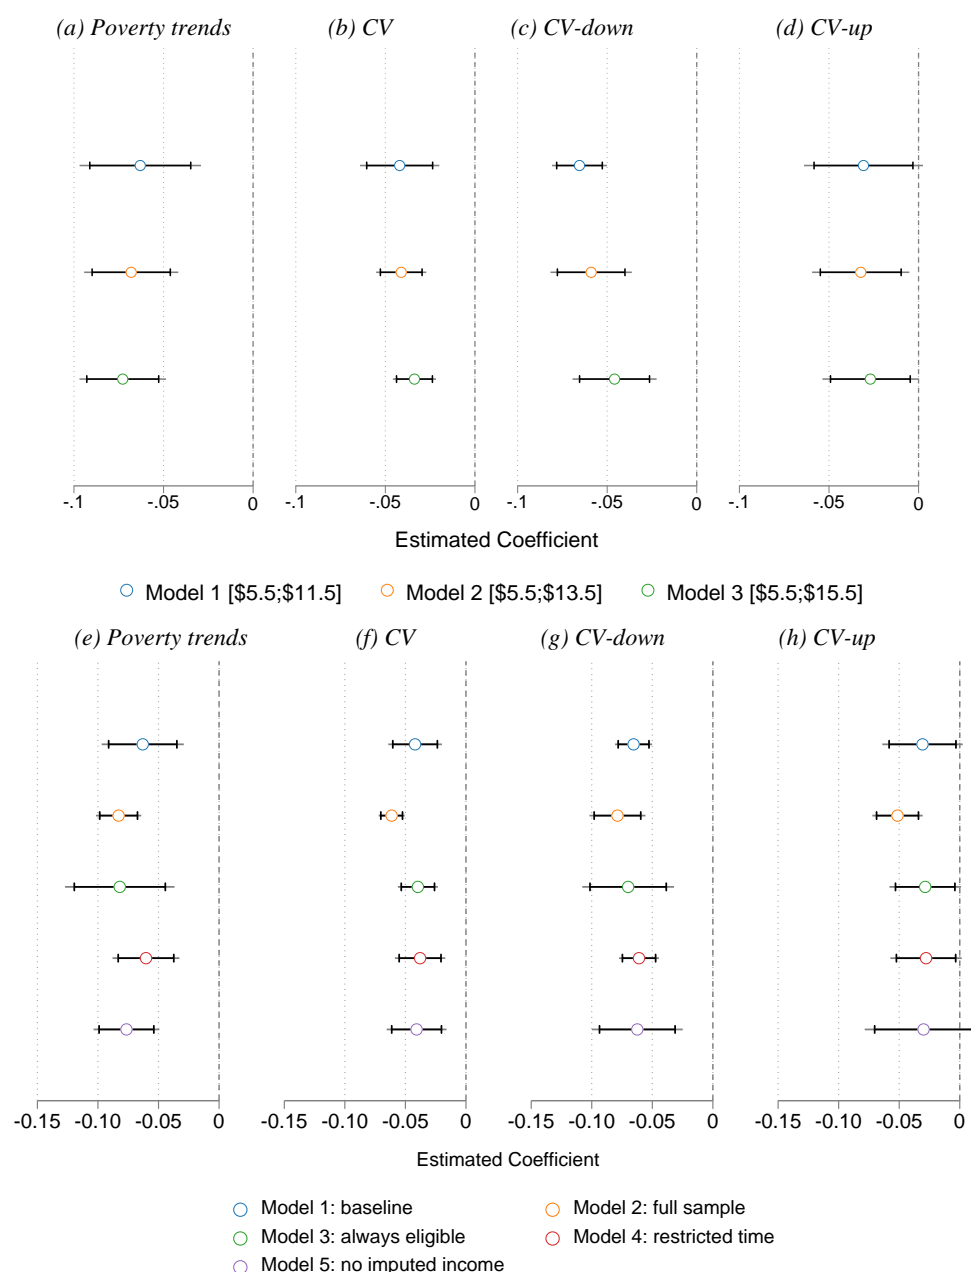 (a) Poverty trends (b) CV (c) CV-down (d) CV-up
-.1 -.05 0 -.1 -.05 0 -.1 -.05 0 -.1 -.05 0
Estimated Coefficient
Model 1 [$5.5;$11.5] Model 2 [$5.5;$13.5] Model 3 [$5.5;$15.5]
(e) Poverty trends (f) CV (g) CV-down (h) CV-up
-0.15 -0.10 -0.05 0 -0.15 -0.10 -0.05 0 -0.15 -0.10 -0.05 0 -0.15 -0.10 -0.05 0
Estimated Coefficient
Model 1: baseline Model 2: full sample
Model 3: always eligible Model 4: restricted time
Model 5: no imputed income